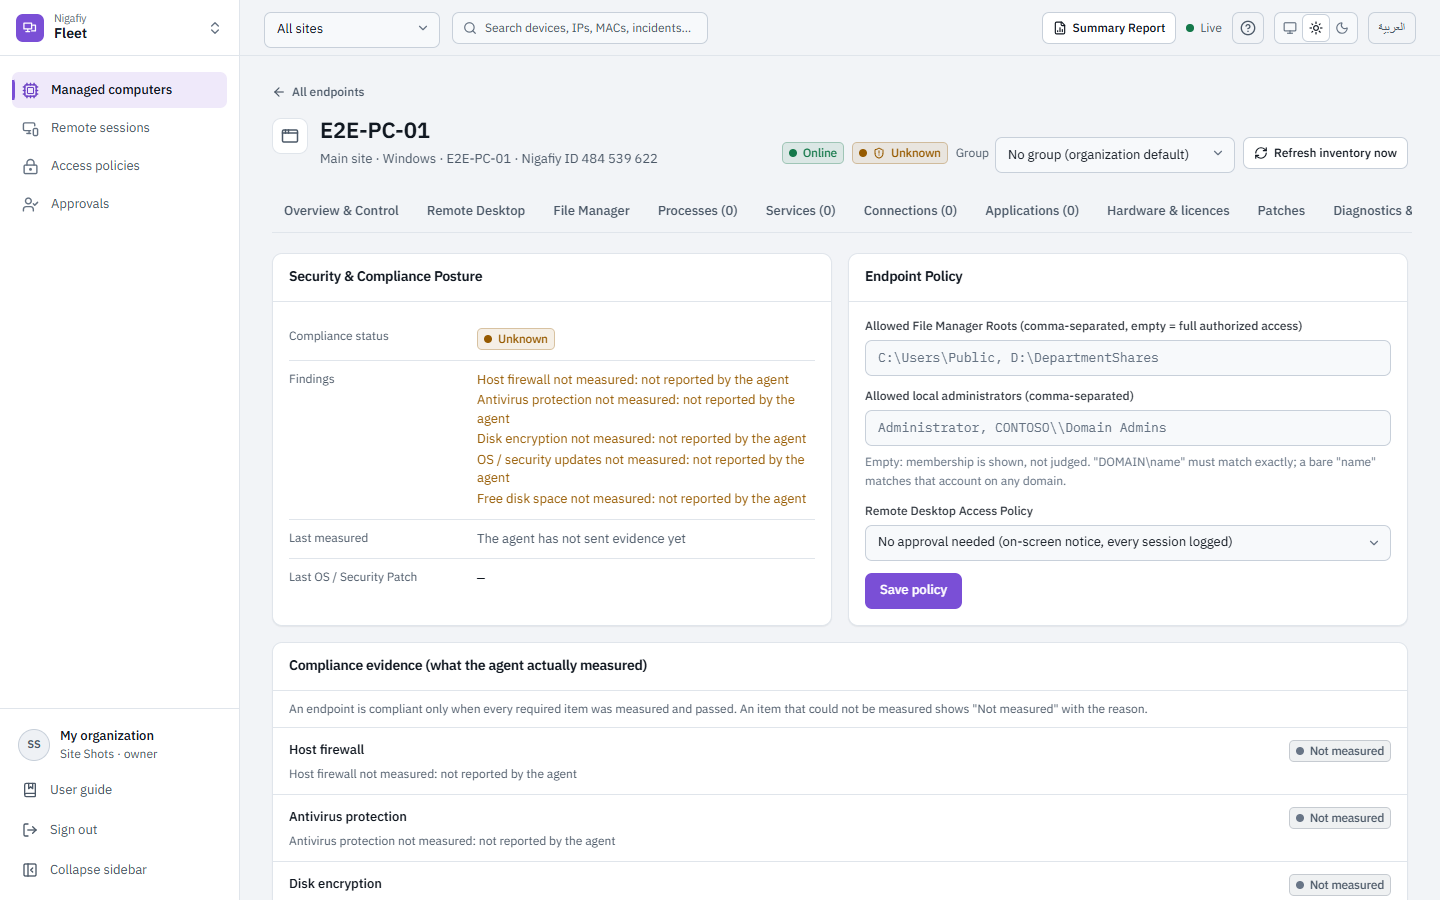 Nigafiy
Fleet
All sites
Search devices, IPs, MACs, incidents...
Summary Report
Live
العربية
Managed computers
Remote sessions
Access policies
Approvals
All endpoints
E2E-PC-01
Main site · Windows · E2E-PC-01 · Nigafiy ID 484 539 622
Online
Unknown
Group
No group (organization default)
Refresh inventory now
Overview & Control
Remote Desktop
File Manager
Processes (0)
Services (0)
Connections (0)
Applications (0)
Hardware & licences
Patches
Diagnostics &
Security & Compliance Posture
Compliance status
Unknown
Findings
Host firewall not measured: not reported by the agent
Antivirus protection not measured: not reported by the
agent
Disk encryption not measured: not reported by the agent
OS / security updates not measured: not reported by the
agent
Free disk space not measured: not reported by the agent
Last measured
The agent has not sent evidence yet
Last OS / Security Patch
—
Endpoint Policy
Allowed File Manager Roots (comma-separated, empty = full authorized access)
C:\Users\Public, D:\DepartmentShares
Allowed local administrators (comma-separated)
Administrator, CONTOSO\\Domain Admins
Empty: membership is shown, not judged. "DOMAIN\name" must match exactly; a bare "name"
matches that account on any domain.
Remote Desktop Access Policy
No approval needed (on-screen notice, every session logged)
Save policy
Compliance evidence (what the agent actually measured)
An endpoint is compliant only when every required item was measured and passed. An item that could not be measured shows "Not measured" with the reason.
Host firewall
Not measured
Host firewall not measured: not reported by the agent
Antivirus protection
Not measured
Antivirus protection not measured: not reported by the agent
Disk encryption
Not measured
SS
My organization
Site Shots · owner
User guide
Sign out
Collapse sidebar